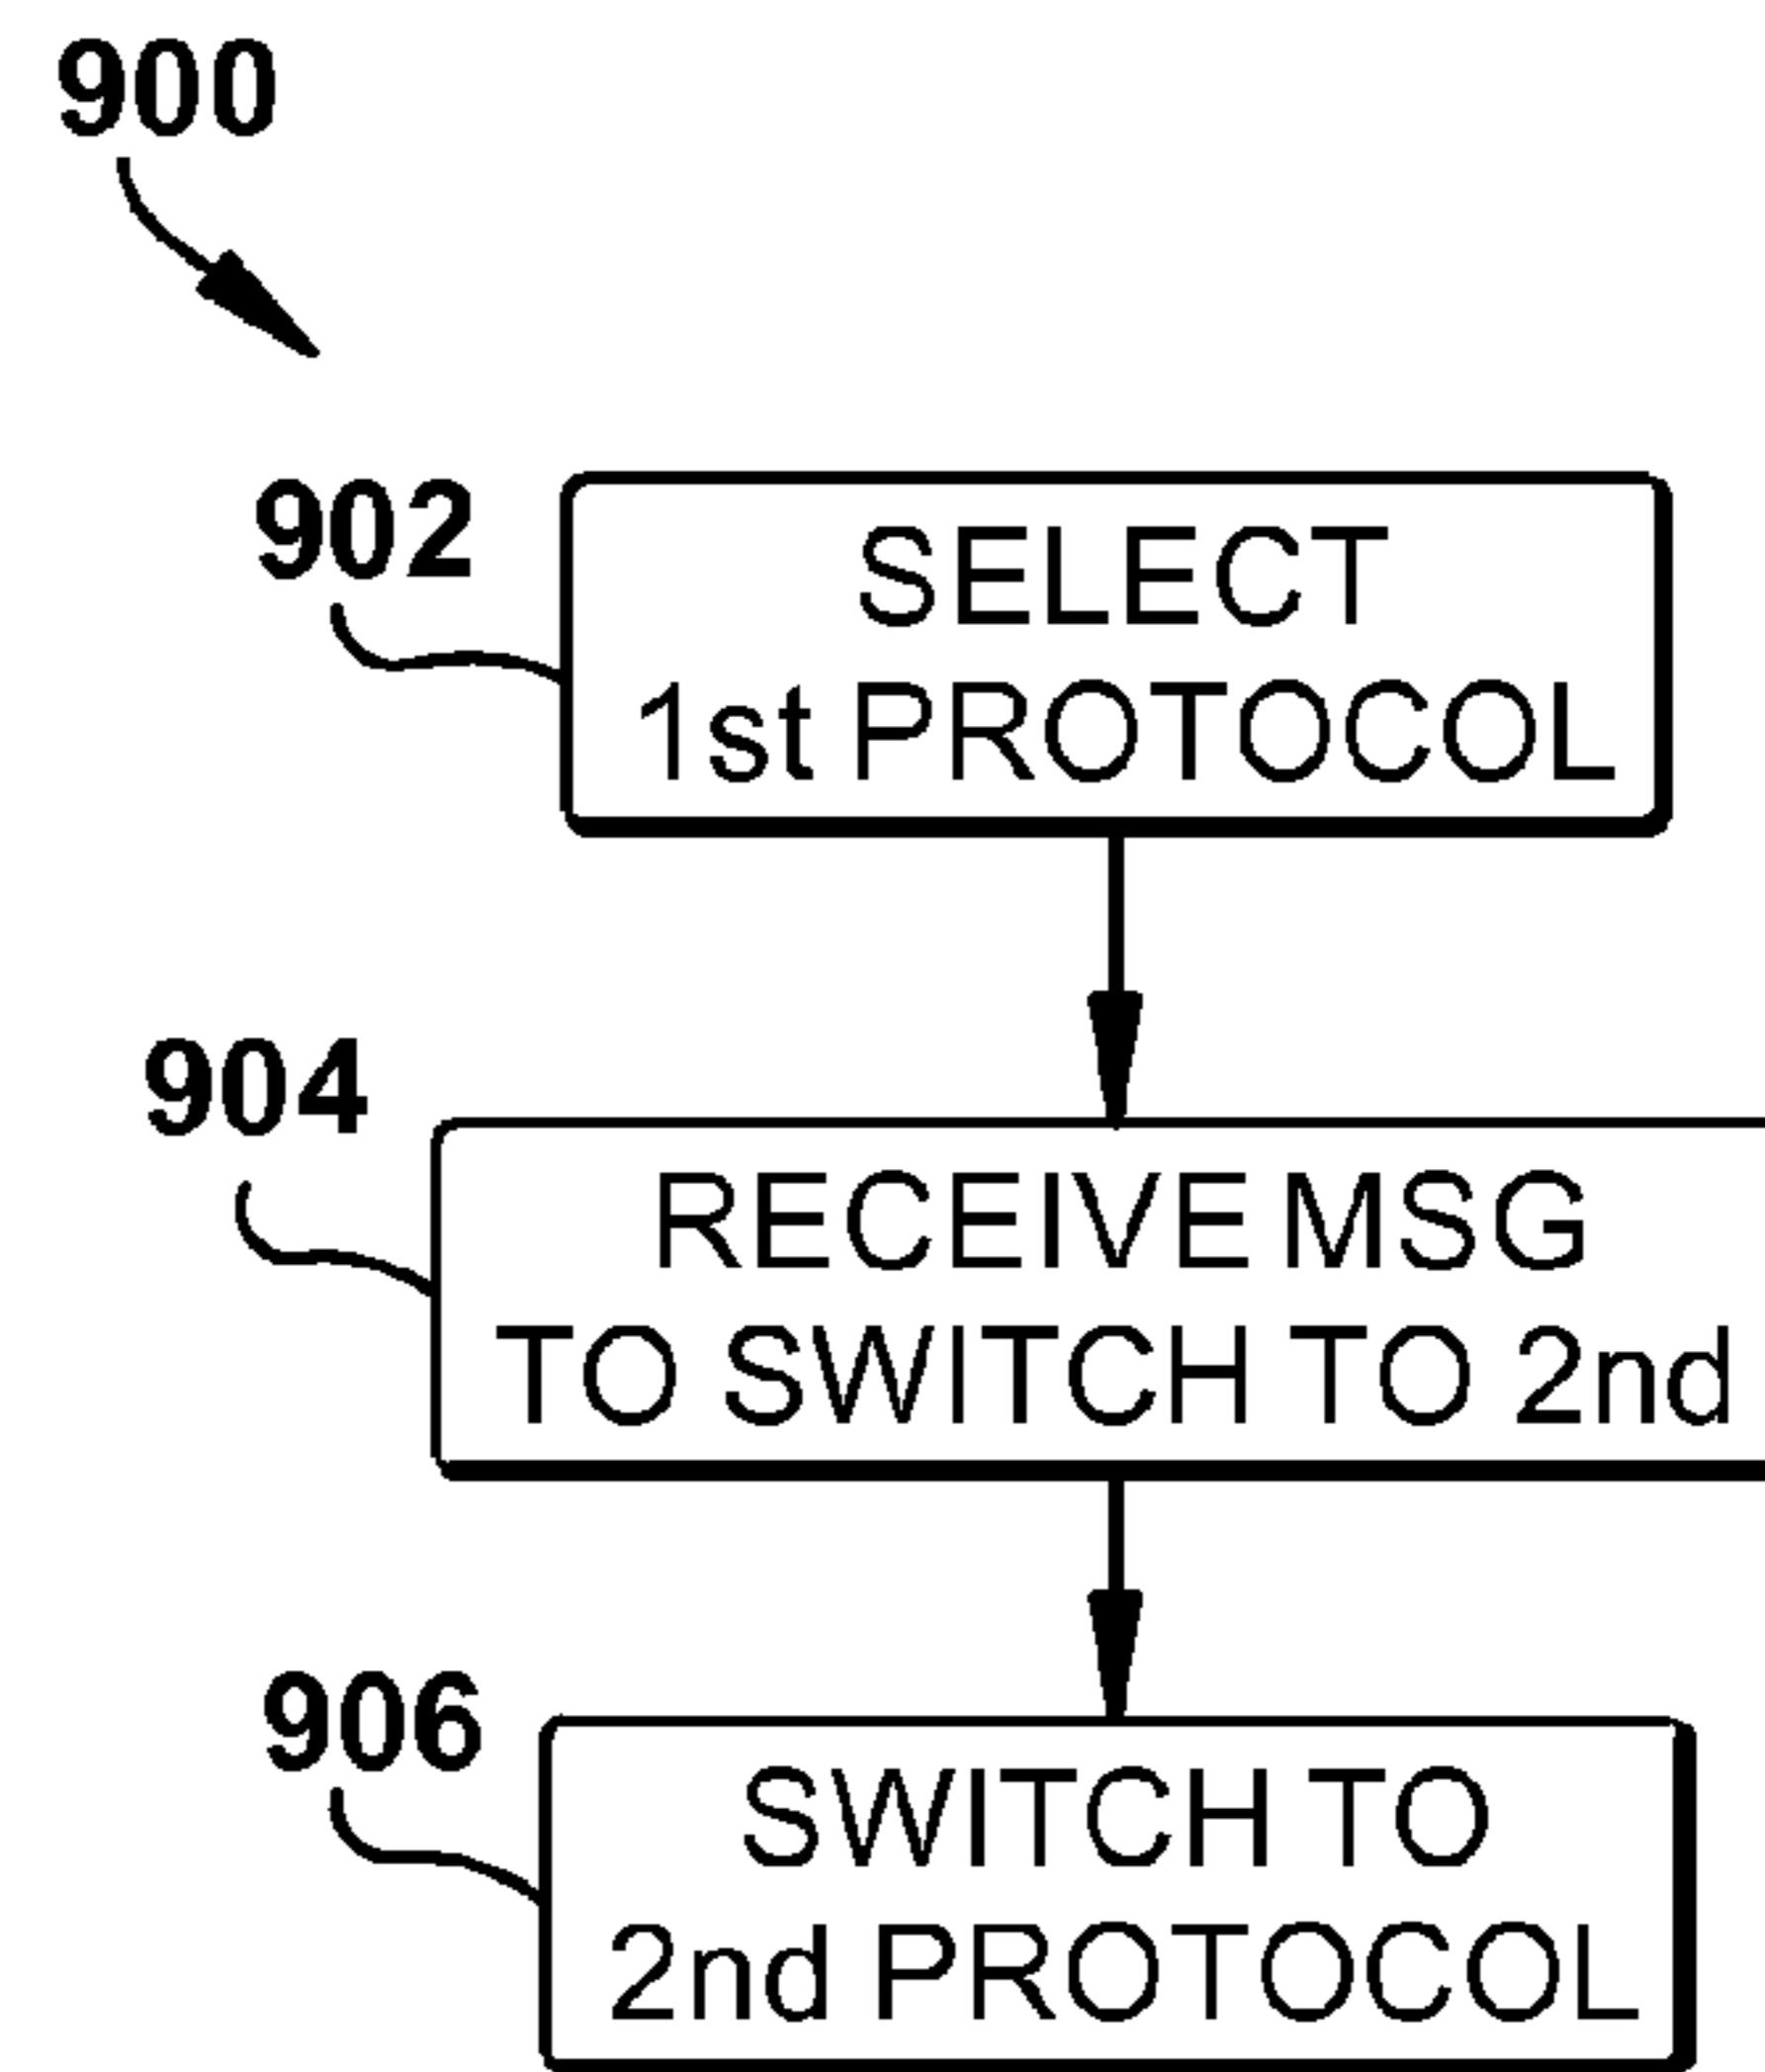 900
902
SELECT
1st PROTOCOL
904
RECEIVE MSG
TO SWITCH TO 2nd
906
SWITCH TO
2nd PROTOCOL